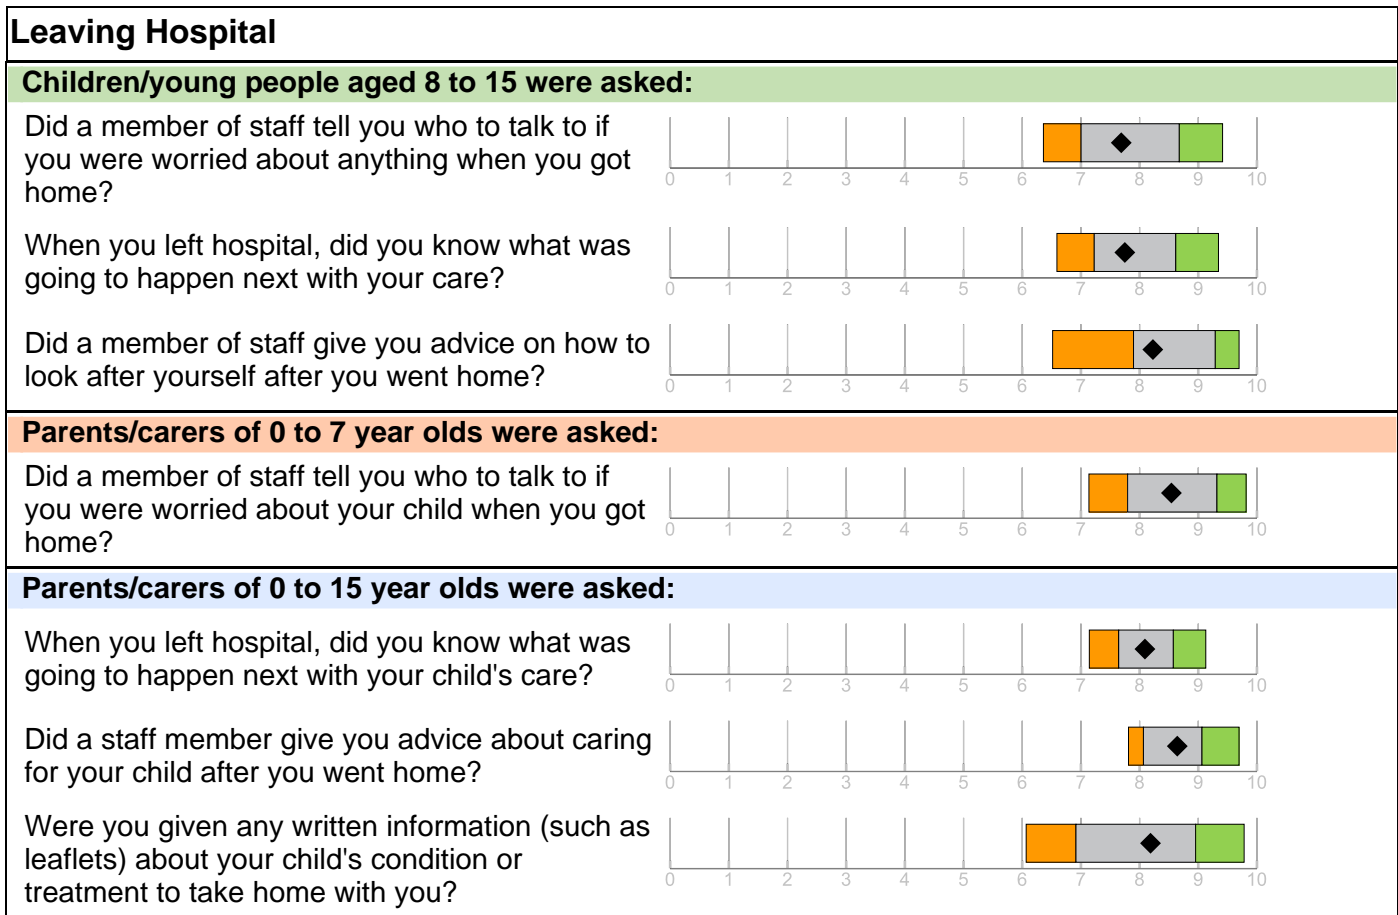 Leaving Hospital
Children/young people aged 8 to 15 were asked:
Did a member of staff tell you who to talk to if
you were worried about anything when you got
home?
0 1 2 3 4 5 6 7 8 9 10
When you left hospital, did you know what was
going to happen next with your care?
0 1 2 3 4 5 6 7 8 9 10
Did a member of staff give you advice on how to
look after yourself after you went home?
0 1 2 3 4 5 6 7 8 9 10
Parents/carers of 0 to 7 year olds were asked:
Did a member of staff tell you who to talk to if
you were worried about your child when you got
home?
0 1 2 3 4 5 6 7 8 9 10
Parents/carers of 0 to 15 year olds were asked:
When you left hospital, did you know what was
going to happen next with your child's care?
0 1 2 3 4 5 6 7 8 9 10
Did a staff member give you advice about caring
for your child after you went home?
0 1 2 3 4 5 6 7 8 9 10
Were you given any written information (such as
leaflets) about your child's condition or
treatment to take home with you?
0 1 2 3 4 5 6 7 8 9 10